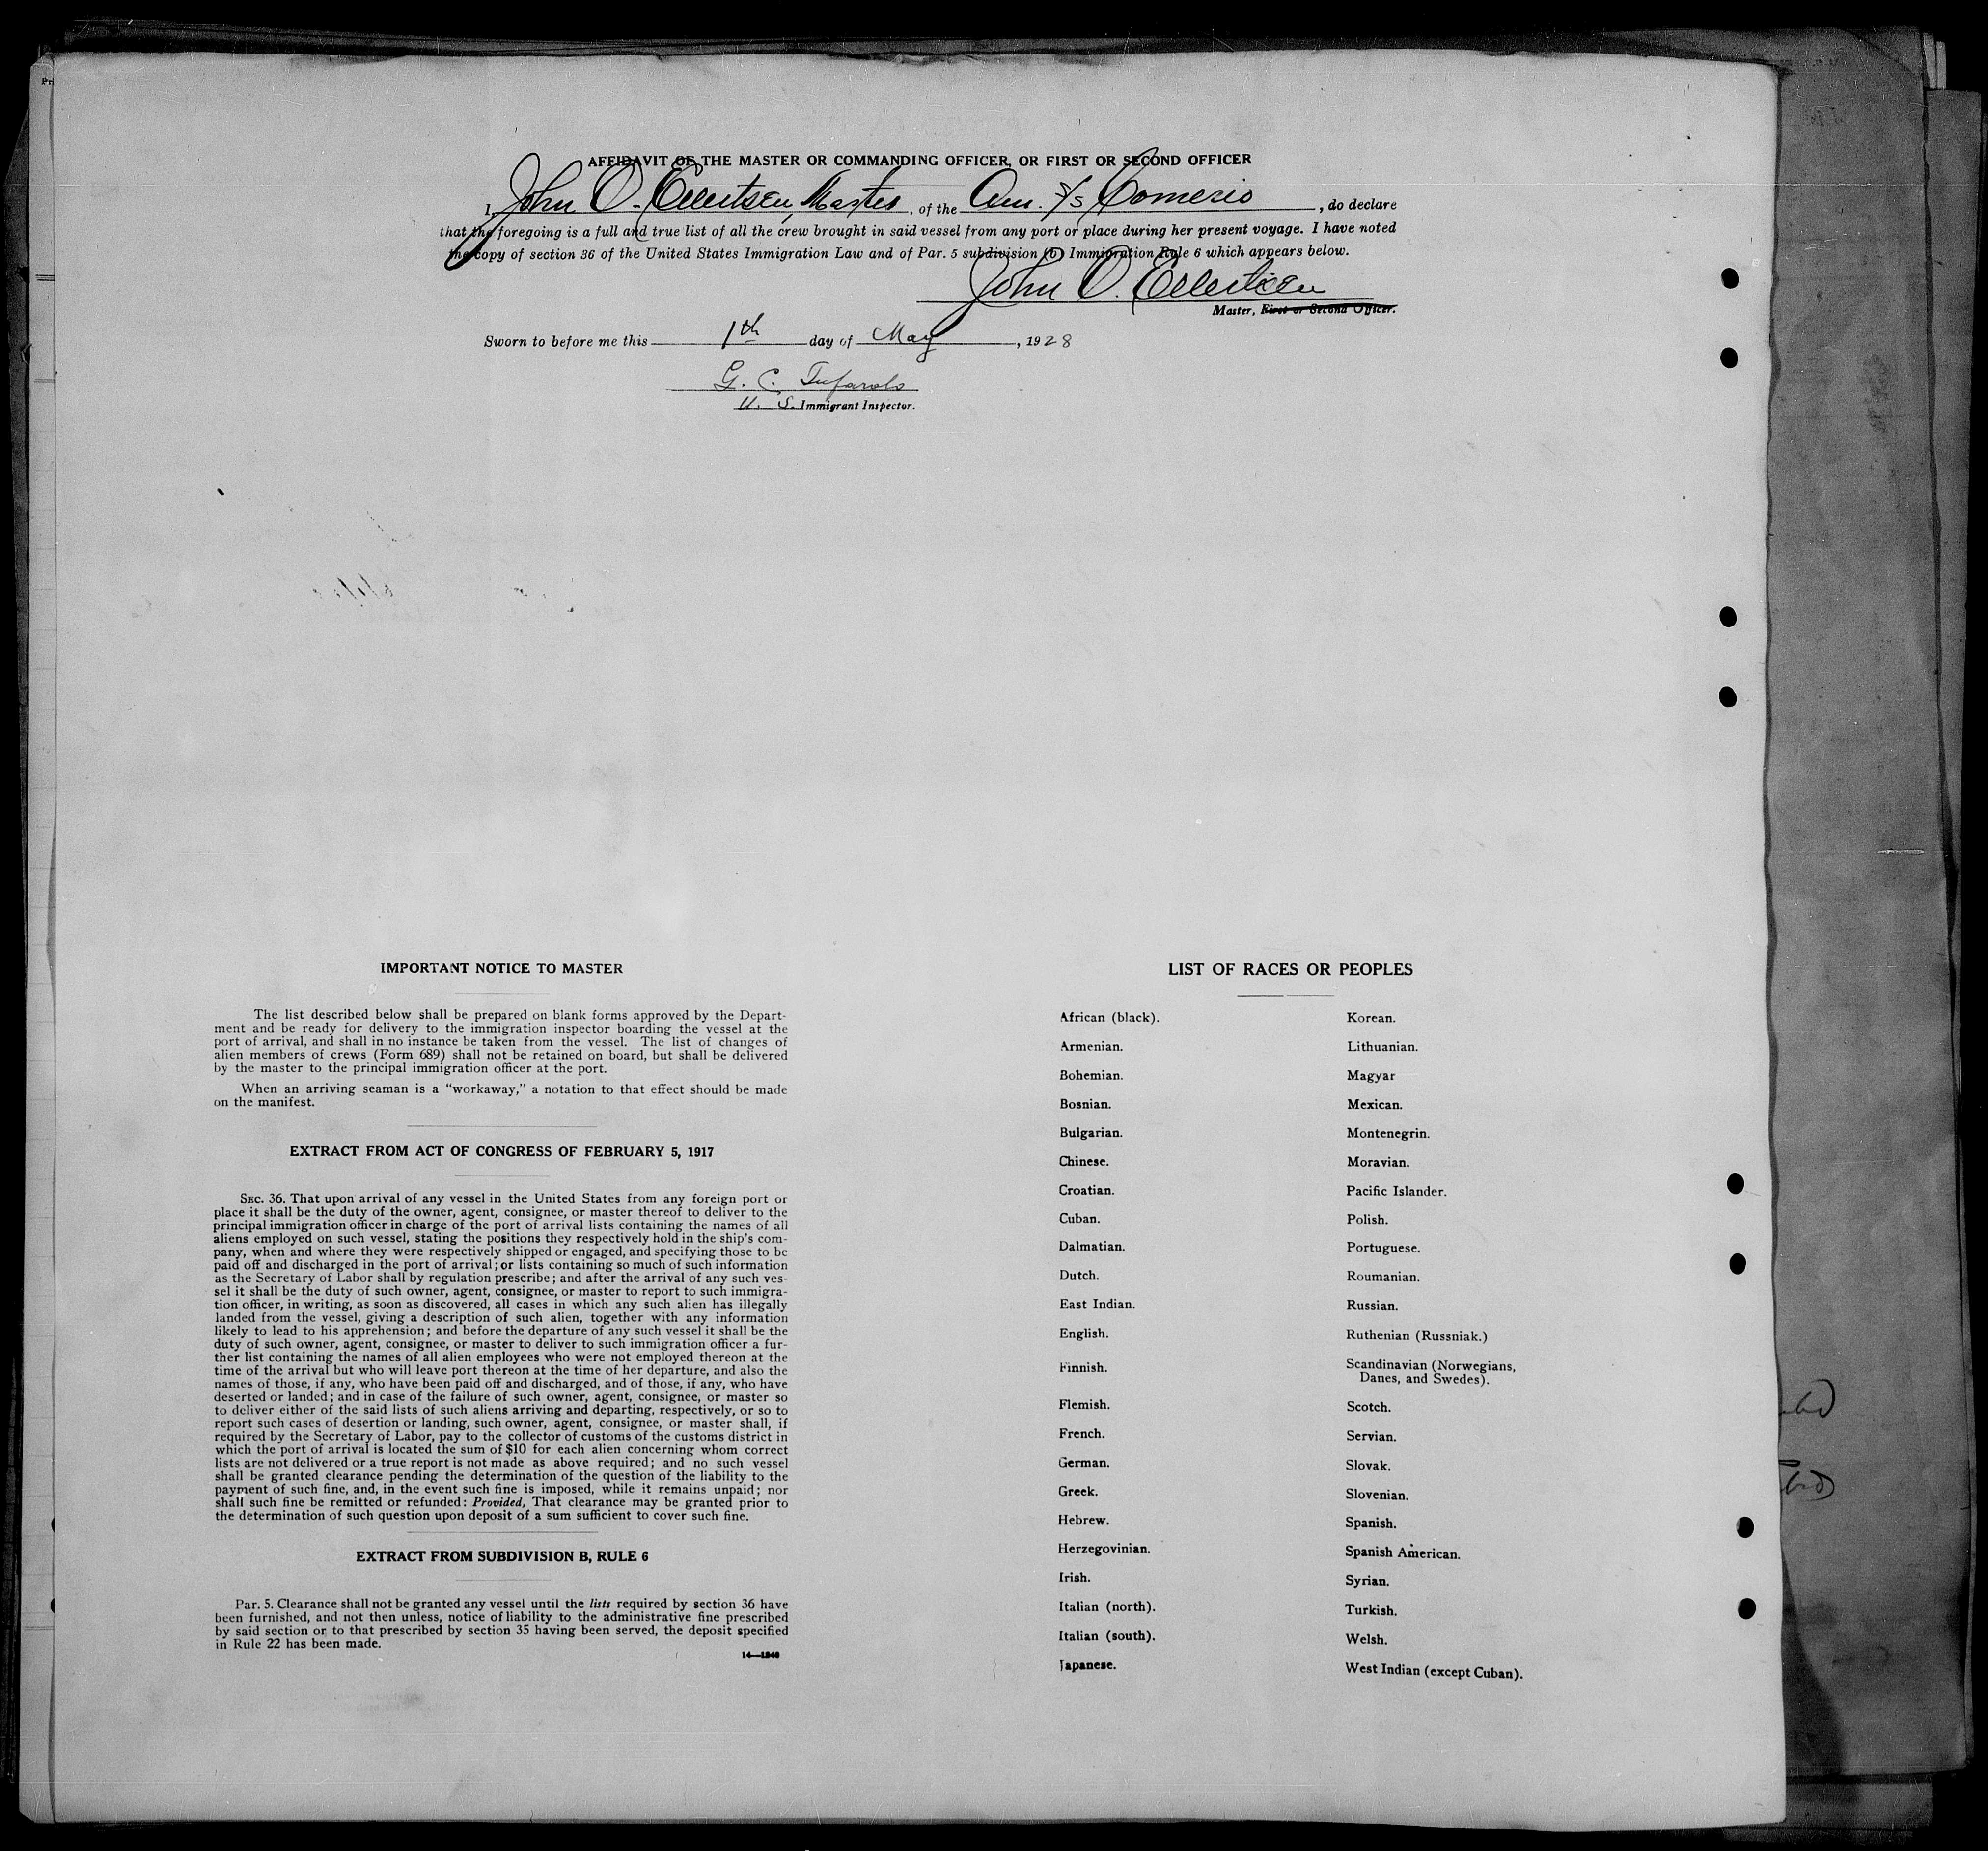 AFFIDAVIT OF THE MASTER OR COMMANDING OFFICER, OR FIRST OR SECOND OFFICER
I, John O. Ellertsen, Master, of the Am. S/S Comerio, do declare
that the foregoing is a full and true list of all the crew brought in said vessel from any port or place during her present voyage. I have noted
the copy of section 36 of the United States Immigration Law and of Par. 5 subdivision (b) Immigration Rule 6 which appears below.
John O. Ellertsen
Master, First or Second Officer.
Sworn to before me this 1th day of May, 1928
G. C. Tufarolo
U. S. Immigrant Inspector.
IMPORTANT NOTICE TO MASTER
The list described below shall be prepared on blank forms approved by the Depart-
ment and be ready for delivery to the immigration inspector boarding the vessel at the
port of arrival, and shall in no instance be taken from the vessel. The list of changes of
alien members of crews (Form 689) shall not be retained on board, but shall be delivered
by the master to the principal immigration officer at the port.
When an arriving seaman is a "workaway," a notation to that effect should be made
on the manifest.
EXTRACT FROM ACT OF CONGRESS OF FEBRUARY 5, 1917
SEC. 36. That upon arrival of any vessel in the United States from any foreign port or
place it shall be the duty of the owner, agent, consignee, or master thereof to deliver to the
principal immigration officer in charge of the port of arrival lists containing the names of all
aliens employed on such vessel, stating the positions they respectively hold in the ship's com-
pany, when and where they were respectively shipped or engaged, and specifying those to be
paid off and discharged in the port of arrival; or lists containing so much of such information
as the Secretary of Labor shall by regulation prescribe; and after the arrival of any such ves-
sel it shall be the duty of such owner, agent, consignee, or master to report to such immigra-
tion officer, in writing, as soon as discovered, all cases in which any such alien has illegally
landed from the vessel, giving a description of such alien, together with any information
likely to lead to his apprehension; and before the departure of any such vessel it shall be the
duty of such owner, agent, consignee, or master to deliver to such immigration officer a fur-
ther list containing the names of all alien employees who were not employed thereon at the
time of the arrival but who will leave port thereon at the time of her departure, and also the
names of those, if any, who have been paid off and discharged, and of those, if any, who have
deserted or landed; and in case of the failure of such owner, agent, consignee, or master so
to deliver either of the said lists of such aliens arriving and departing, respectively, or so to
report such cases of desertion or landing, such owner, agent, consignee, or master shall, if
required by the Secretary of Labor, pay to the collector of customs of the customs district in
which the port of arrival is located the sum of $10 for each alien concerning whom correct
lists are not delivered or a true report is not made as above required; and no such vessel
shall be granted clearance pending the determination of the question of the liability to the
payment of such fine, and, in the event such fine is imposed, while it remains unpaid; nor
shall such fine be remitted or refunded: Provided, That clearance may be granted prior to
the determination of such question upon deposit of a sum sufficient to cover such fine.
EXTRACT FROM SUBDIVISION B, RULE 6
Par. 5. Clearance shall not be granted any vessel until the lists required by section 36 have
been furnished, and not then unless, notice of liability to the administrative fine prescribed
by said section or to that prescribed by section 35 having been served, the deposit specified
in Rule 22 has been made.
LIST OF RACES OR PEOPLES
African (black).
Armenian.
Bohemian.
Bosnian.
Bulgarian.
Chinese.
Croatian.
Cuban.
Dalmatian.
Dutch.
East Indian.
English.
Finnish.
Flemish.
French.
German.
Greek.
Hebrew.
Herzegovinian.
Irish.
Italian (north).
Italian (south).
Japanese.
Korean.
Lithuanian.
Magyar
Mexican.
Montenegrin.
Moravian.
Pacific Islander.
Polish.
Portuguese.
Roumanian.
Russian.
Ruthenian (Russniak.)
Scandinavian (Norwegians,
Danes, and Swedes).
Scotch.
Servian.
Slovak.
Slovenian.
Spanish.
Spanish American.
Syrian.
Turkish.
Welsh.
West Indian (except Cuban).